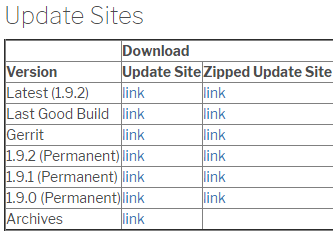 Update Sites
Download
Version Update Site Zipped Update Site
Latest (1.9.2) link link
Last Good Build link link
Gerrit link link
1.9.2 (Permanent) link link
1.9.1 (Permanent) link link
1.9.0 (Permanent) link link
Archives link